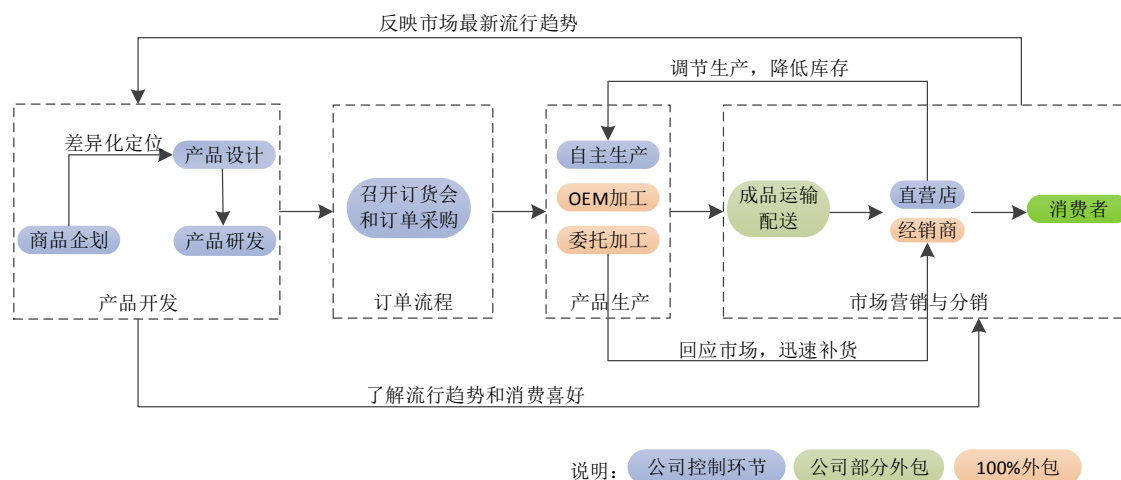 反映市场最新流行趋势
调节生产，降低库存
差异化定位
产品设计
商品企划
产品研发
产品开发
召开订货会
和订单采购
订单流程
自主生产
OEM加工
委托加工
产品生产
成品运输
配送
直营店
经销商
消费者
市场营销与分销
回应市场，迅速补货
了解流行趋势和消费喜好
说明：
公司控制环节
公司部分外包
100%外包